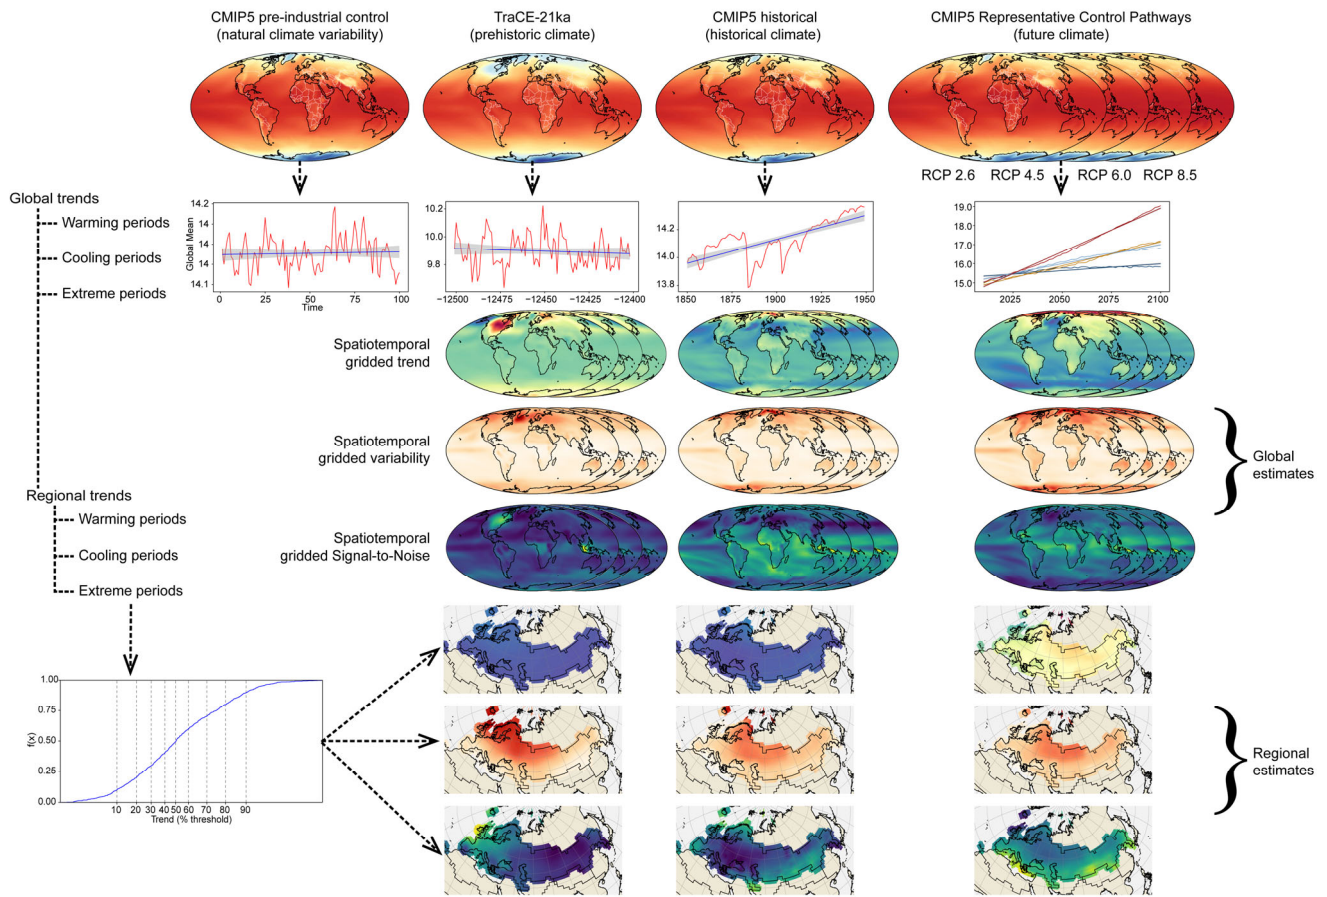 CMIP5 pre-industrial control
(natural climate variability)
TraCE-21ka
(prehistoric climate)
CMIP5 historical
(historical climate)
CMIP5 Representative Control Pathways
(future climate)
RCP 2.6 RCP 4.5 RCP 6.0 RCP 8.5
Global trends
Warming periods
Cooling periods
Extreme periods
Global Mean
14.2
14
14
14
14.1
0 25 50 75 100
Time
10.2
10.0
9.8
−12500 −12475 −12450 −12425 −12400
14.2
14.0
13.8
1850 1875 1900 1925 1950
19.0
18.0
17.0
16.0
15.0
2025 2050 2075 2100
Spatiotemporal
gridded trend
Spatiotemporal
gridded variability
Global
estimates
Regional trends
Warming periods
Cooling periods
Extreme periods
Spatiotemporal
gridded Signal-to-Noise
1.00
0.75
0.50
0.25
0.00
f(x)
10 20 30 40 50 60 70 80 90
Trend (% threshold)
Regional
estimates